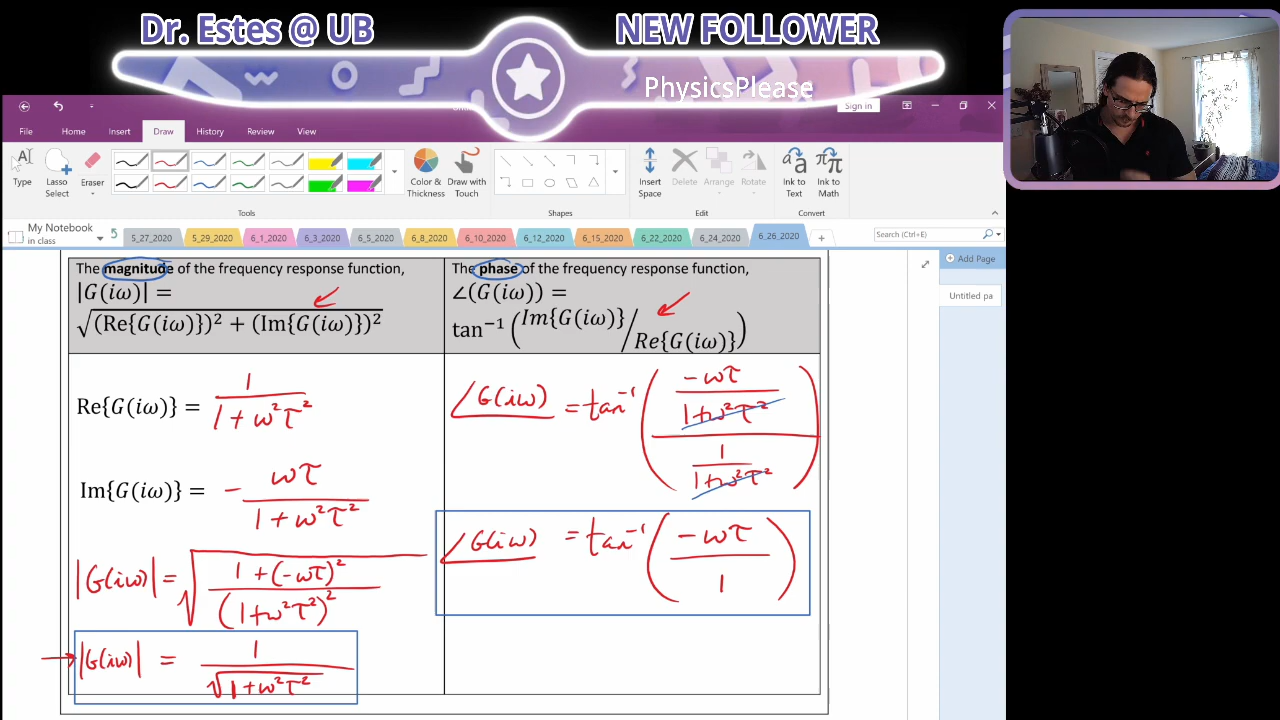 Dr. Estes @ UB
NEW FOLLOWER
PhysicsPlease
Sign in
File Home Insert Draw History Review View
Type
Lasso Select
Eraser
Color & Thickness
Draw with Touch
Insert Space
Delete
Arrange
Rotate
Ink to Text
Ink to Math
Tools
Shapes
Edit
Convert
My Notebook
in class
5_27_2020 5_29_2020 6_1_2020 6_3_2020 6_5_2020 6_8_2020 6_10_2020 6_12_2020 6_15_2020 6_22_2020 6_24_2020 6_26_2020
Search (Ctrl+E)
Add Page
Untitled pa
The magnitude of the frequency response function,
|G(iω)| =
√(Re{G(iω)})² + (Im{G(iω)})²
The phase of the frequency response function,
∠(G(iω)) =
tan⁻¹ (Im{G(iω)}/Re{G(iω)})
Re{G(iω)} = 1/(1 + ω²τ²)
Im{G(iω)} = - ωτ/(1 + ω²τ²)
|G(iω)| = √((1 + (-ωτ)²)/(1+ω²τ²)²)
|G(iω)| = 1/√(1+ω²τ²)
∠G(iω) = tan⁻¹ ((-ωτ/(1+ω²τ²))/(1/(1+ω²τ²)))
∠G(iω) = tan⁻¹ (-ωτ/1)